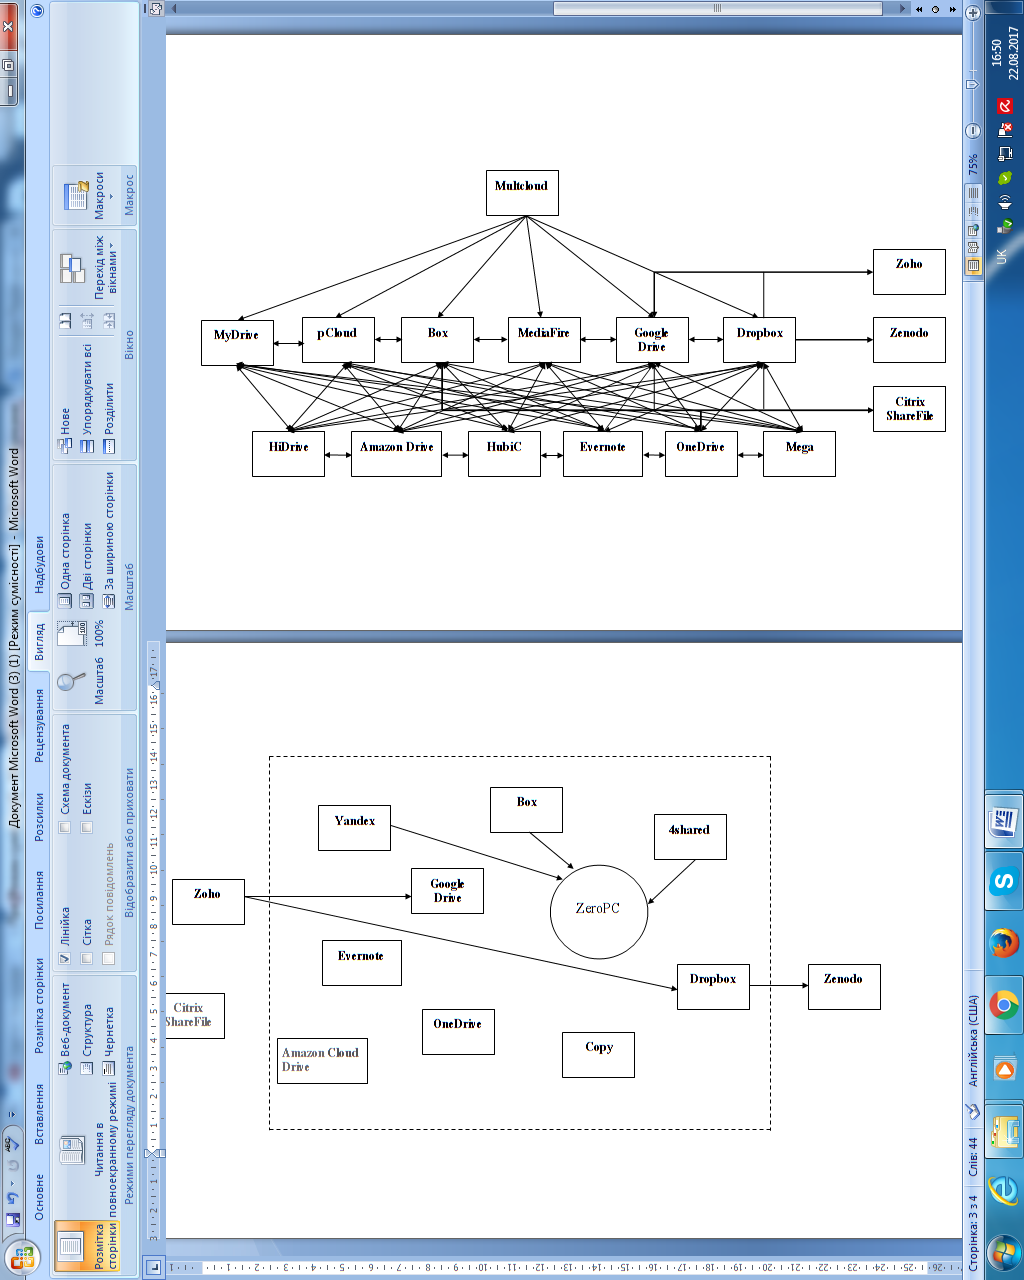 Документ Microsoft Word (3) (1) [Режим сумісності] - Microsoft Word
Основне
Вставлення
Розмітка сторінки
Посилання
Розсилки
Рецензування
Вигляд
Надбудови
Розмітка
сторінки
Читання в
повноекранному режимі
Веб-документ
Структура
Чернетка
Режими перегляду документа
Лінійка
Сітка
Рядок повідомлень
Схема документа
Ескізи
Відобразити або приховати
Масштаб
100%
Одна сторінка
Дві сторінки
За шириною сторінки
Масштаб
Нове
Упорядкувати всі
Розділити
Перехід між
вікнами
Вікно
Макроси
Макрос
Multcloud
Zoho
MyDrive
pCloud
Box
MediaFire
Google
Drive
Dropbox
Zenodo
Citrix
ShareFile
HiDrive
Amazon Drive
HubiC
Evernote
OneDrive
Mega
Yandex
Box
4shared
Zoho
Google
Drive
ZeroPC
Evernote
Dropbox
Zenodo
Citrix
ShareFile
OneDrive
Amazon Cloud
Drive
Copy
Сторінка: 3 з 4
Слів: 44
Англійська (США)
75%
UK
16:50
22.08.2017